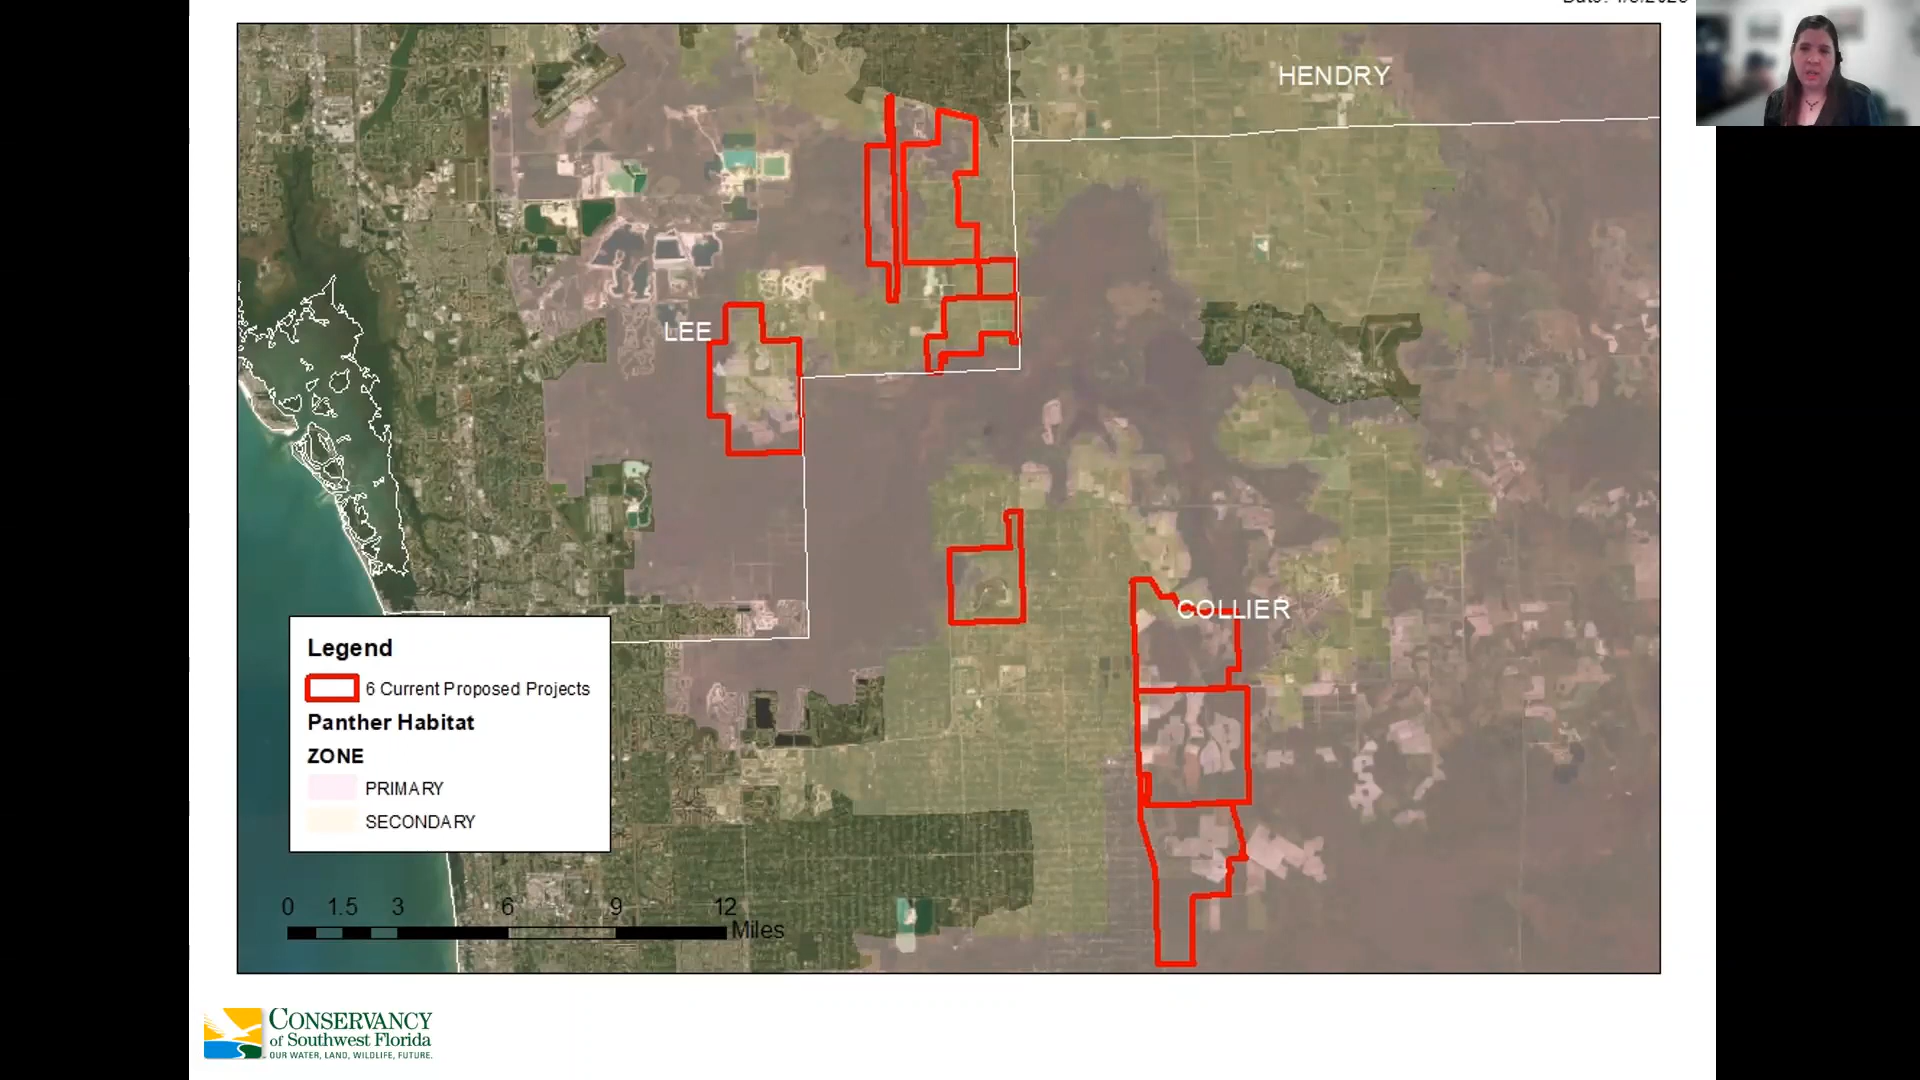 HENDRY
LEE
COLLIER
Legend
6 Current Proposed Projects
Panther Habitat
ZONE
PRIMARY
SECONDARY
0 1.5 3 6 9 12
Miles
CONSERVANCY
of Southwest Florida
OUR WATER, LAND, WILDLIFE, FUTURE.